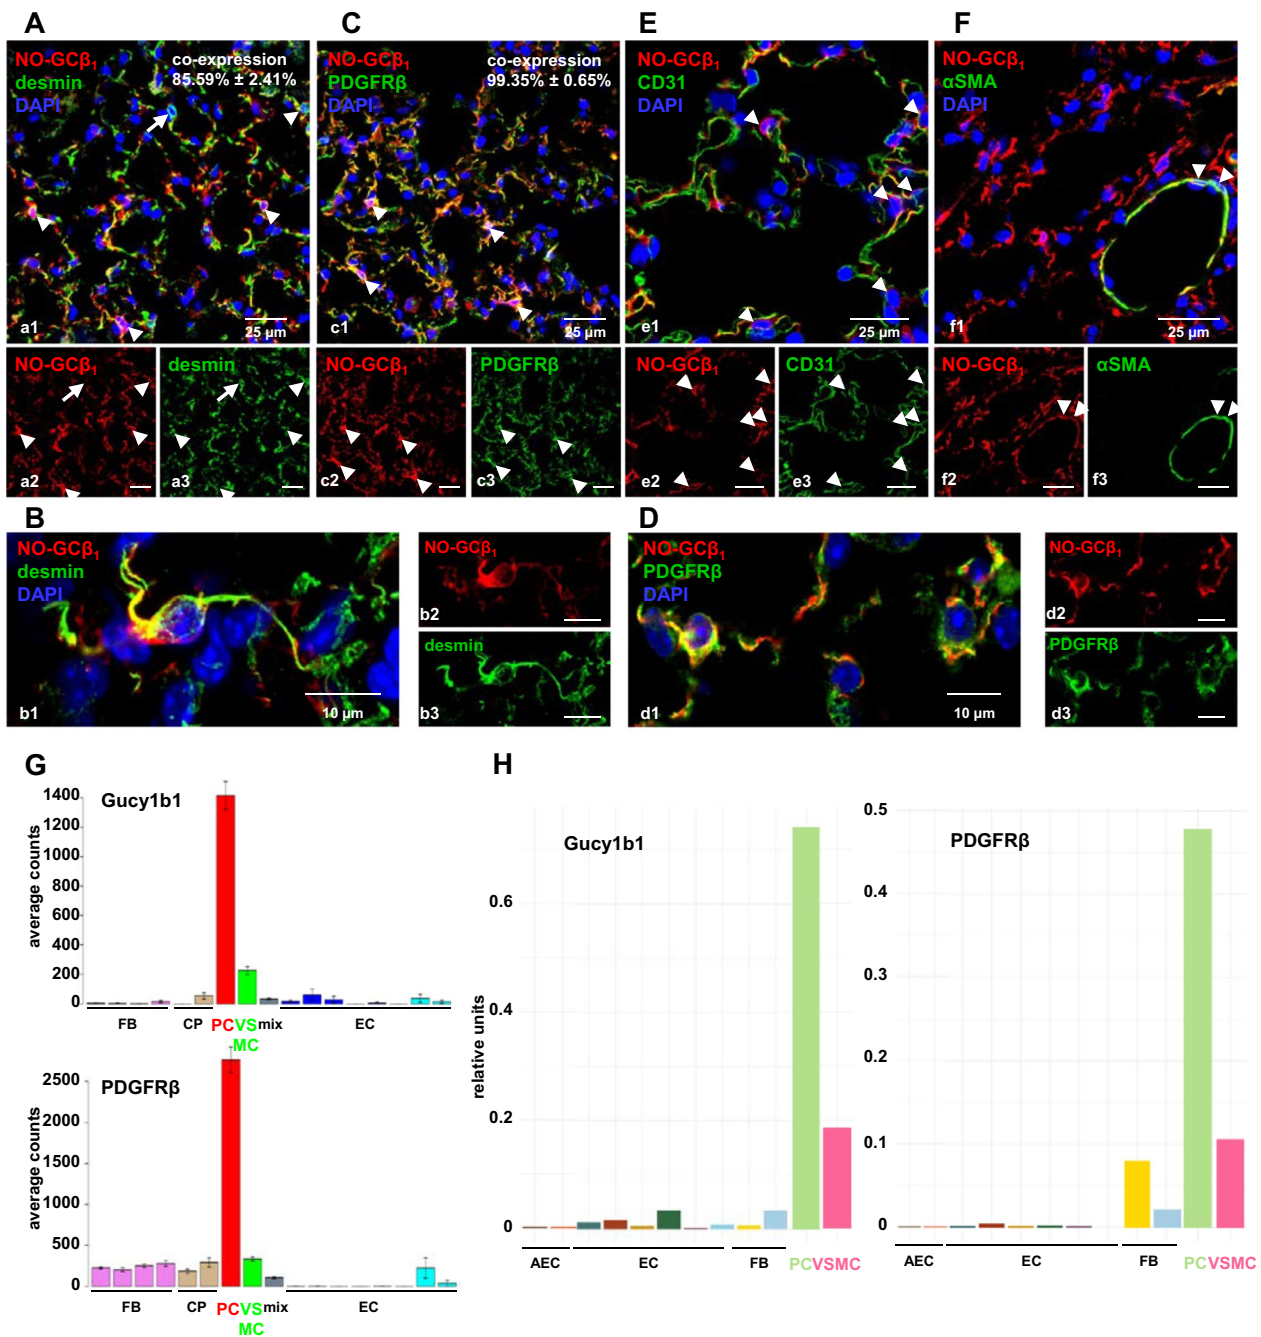 A
C
E
F
NO-GCβ₁
desmin
DAPI
co-expression
85.59% ± 2.41%
a1
25 µm
NO-GCβ₁
PDGFRβ
DAPI
co-expression
99.35% ± 0.65%
c1
25 µm
NO-GCβ₁
CD31
DAPI
e1
25 µm
NO-GCβ₁
αSMA
DAPI
f1
25 µm
NO-GCβ₁
a2
desmin
a3
NO-GCβ₁
c2
PDGFRβ
c3
NO-GCβ₁
e2
CD31
e3
NO-GCβ₁
f2
αSMA
f3
B
D
NO-GCβ₁
desmin
DAPI
b1
10 µm
NO-GCβ₁
b2
desmin
b3
NO-GCβ₁
PDGFRβ
DAPI
d1
10 µm
NO-GCβ₁
d2
PDGFRβ
d3
G
Gucy1b1
average counts
1400
1200
1000
800
600
400
200
0
FB
CP
PC
VS
MC
mix
EC
PDGFRβ
average counts
2500
2000
1500
1000
500
0
FB
CP
PC
VS
MC
mix
EC
H
Gucy1b1
relative units
0.6
0.4
0.2
0
AEC
EC
FB
PC
VSMC
PDGFRβ
0.5
0.4
0.3
0.2
0.1
0
AEC
EC
FB
PC
VSMC